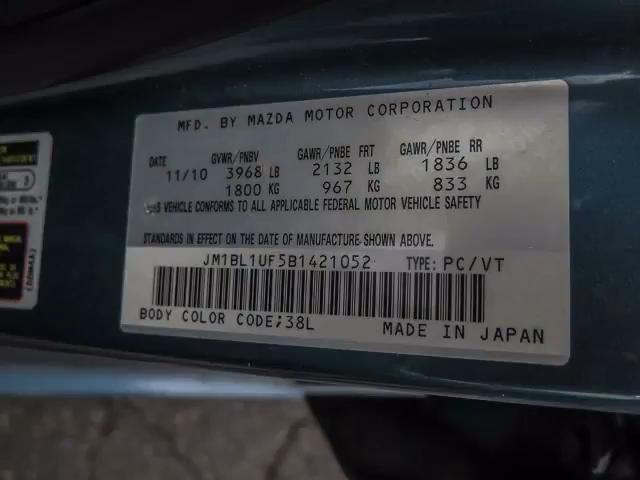 MFD. BY MAZDA MOTOR CORPORATION
DATE GVWR/PNBV GAWR/PNBE FRT GAWR/PNBE RR
11/10 3968 LB 2132 LB 1836 LB
1800 KG 967 KG 833 KG
VEHICLE CONFORMS TO ALL APPLICABLE FEDERAL MOTOR VEHICLE SAFETY
STANDARDS IN EFFECT ON THE DATE OF MANUFACTURE SHOWN ABOVE.
JM1BL1UF5B1421052 TYPE: PC/VT
BODY COLOR CODE;38L MADE IN JAPAN